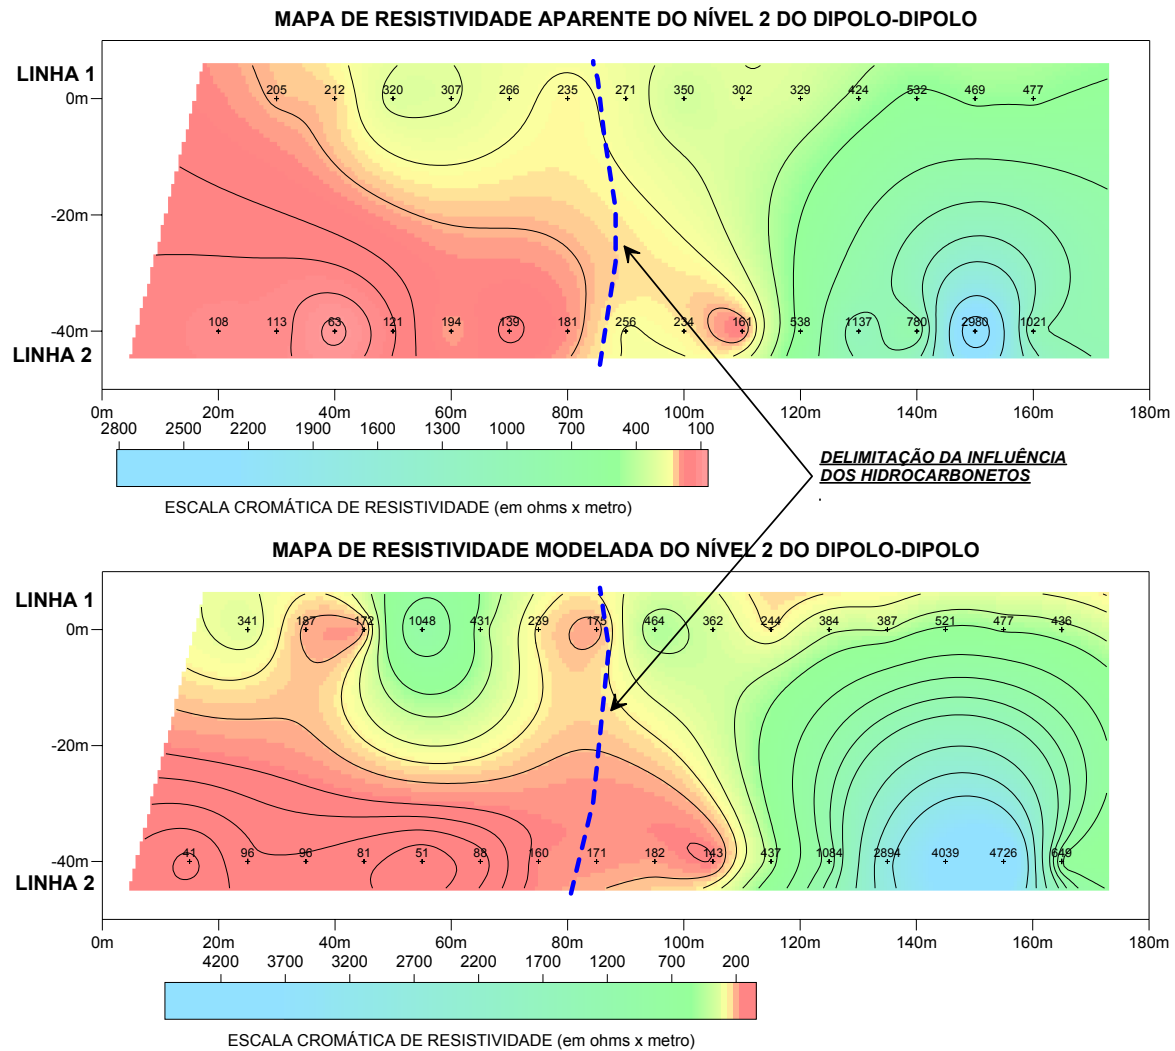 MAPA DE RESISTIVIDADE APARENTE DO NÍVEL 2 DO DIPOLO-DIPOLO
LINHA 1
0m
205 212 320 307 266 235 271 350 302 329 424 532 469 477
-20m
-40m
108 113 63 121 194 139 181 256 234 161 538 1137 780 2980 1021
LINHA 2
0m 20m 40m 60m 80m 100m 120m 140m 160m 180m
2800 2500 2200 1900 1600 1300 1000 700 400 100
ESCALA CROMÁTICA DE RESISTIVIDADE (em ohms x metro)
DELIMITAÇÃO DA INFLUÊNCIA
DOS HIDROCARBONETOS
.
MAPA DE RESISTIVIDADE MODELADA DO NÍVEL 2 DO DIPOLO-DIPOLO
LINHA 1
0m
341 187 172 1048 431 239 175 464 362 244 384 387 521 477 436
-20m
-40m
41 96 96 81 51 88 160 171 182 143 437 1084 2894 4039 4726 649
LINHA 2
0m 20m 40m 60m 80m 100m 120m 140m 160m 180m
4200 3700 3200 2700 2200 1700 1200 700 200
ESCALA CROMÁTICA DE RESISTIVIDADE (em ohms x metro)